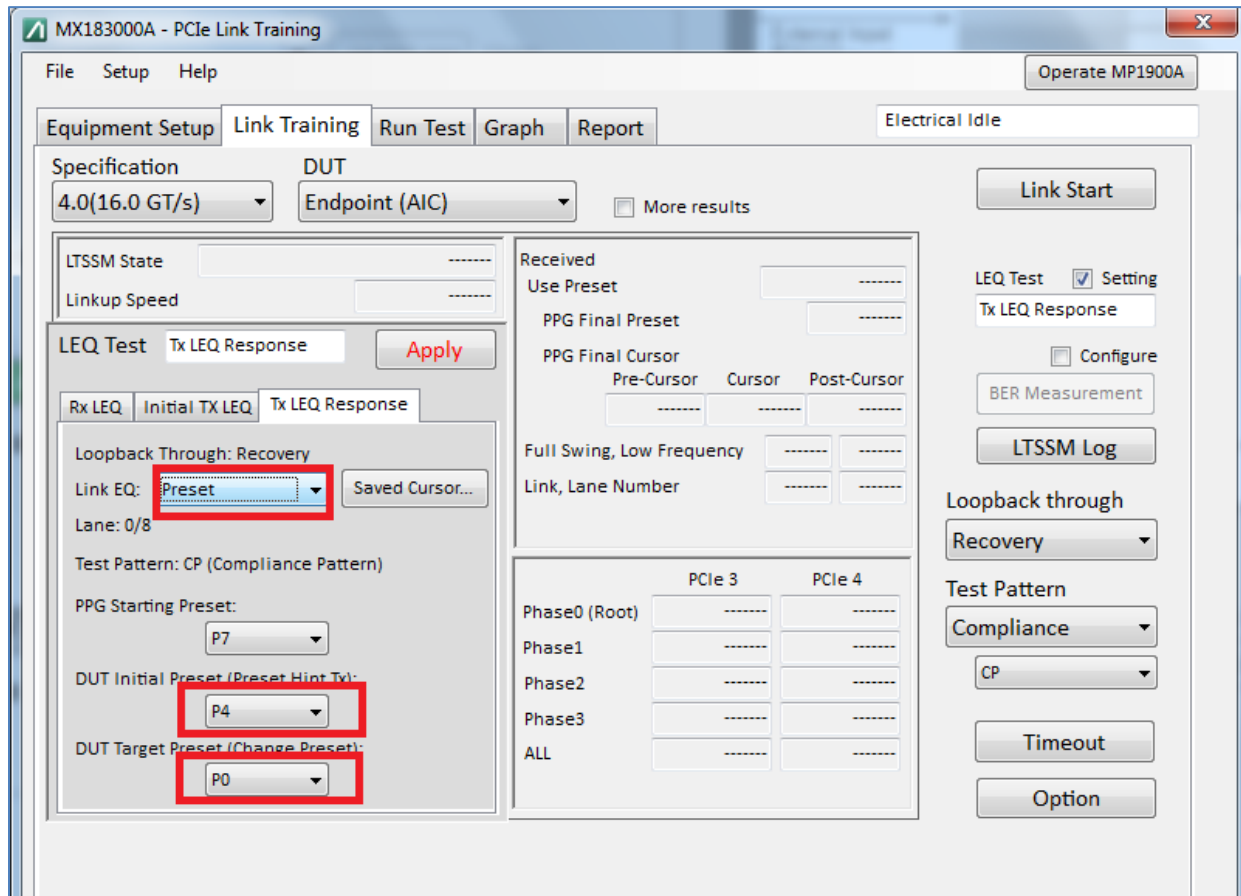 MX183000A - PCIe Link Training
File Setup Help
Operate MP1900A
Equipment Setup Link Training Run Test Graph Report
Electrical Idle
Specification DUT
4.0(16.0 GT/s) Endpoint (AIC)
More results
Link Start
LTSSM State -------
Linkup Speed -------
LEQ Test Tx LEQ Response Apply
Rx LEQ Initial TX LEQ Tx LEQ Response
Loopback Through: Recovery
Link EQ: Preset Saved Cursor...
Lane: 0/8
Test Pattern: CP (Compliance Pattern)
PPG Starting Preset:
P7
DUT Initial Preset (Preset Hint Tx):
P4
DUT Target Preset (Change Preset):
P0
Received
Use Preset -------
PPG Final Preset -------
PPG Final Cursor
Pre-Cursor Cursor Post-Cursor
------- ------- -------
Full Swing, Low Frequency ------- -------
Link, Lane Number ------- -------
PCIe 3 PCIe 4
Phase0 (Root) ------- -------
Phase1 ------- -------
Phase2 ------- -------
Phase3 ------- -------
ALL ------- -------
LEQ Test Setting
Tx LEQ Response
Configure
BER Measurement
LTSSM Log
Loopback through
Recovery
Test Pattern
Compliance
CP
Timeout
Option